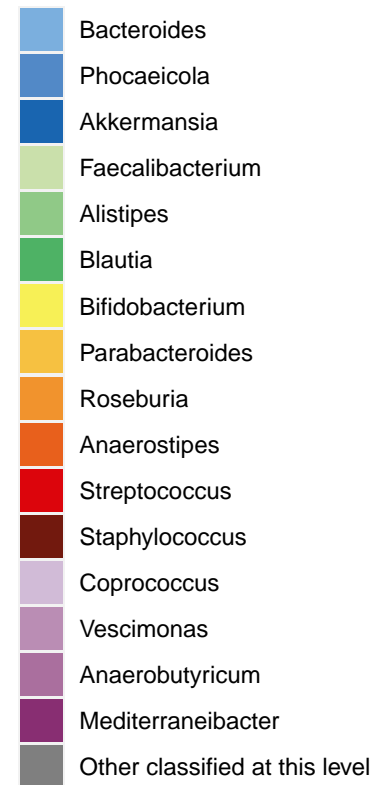 Bacteroides
Phocaeicola
Akkermansia
Faecalibacterium
Alistipes
Blautia
Bifidobacterium
Parabacteroides
Roseburia
Anaerostipes
Streptococcus
Staphylococcus
Coprococcus
Vescimonas
Anaerobutyricum
Mediterraneibacter
Other classified at this level